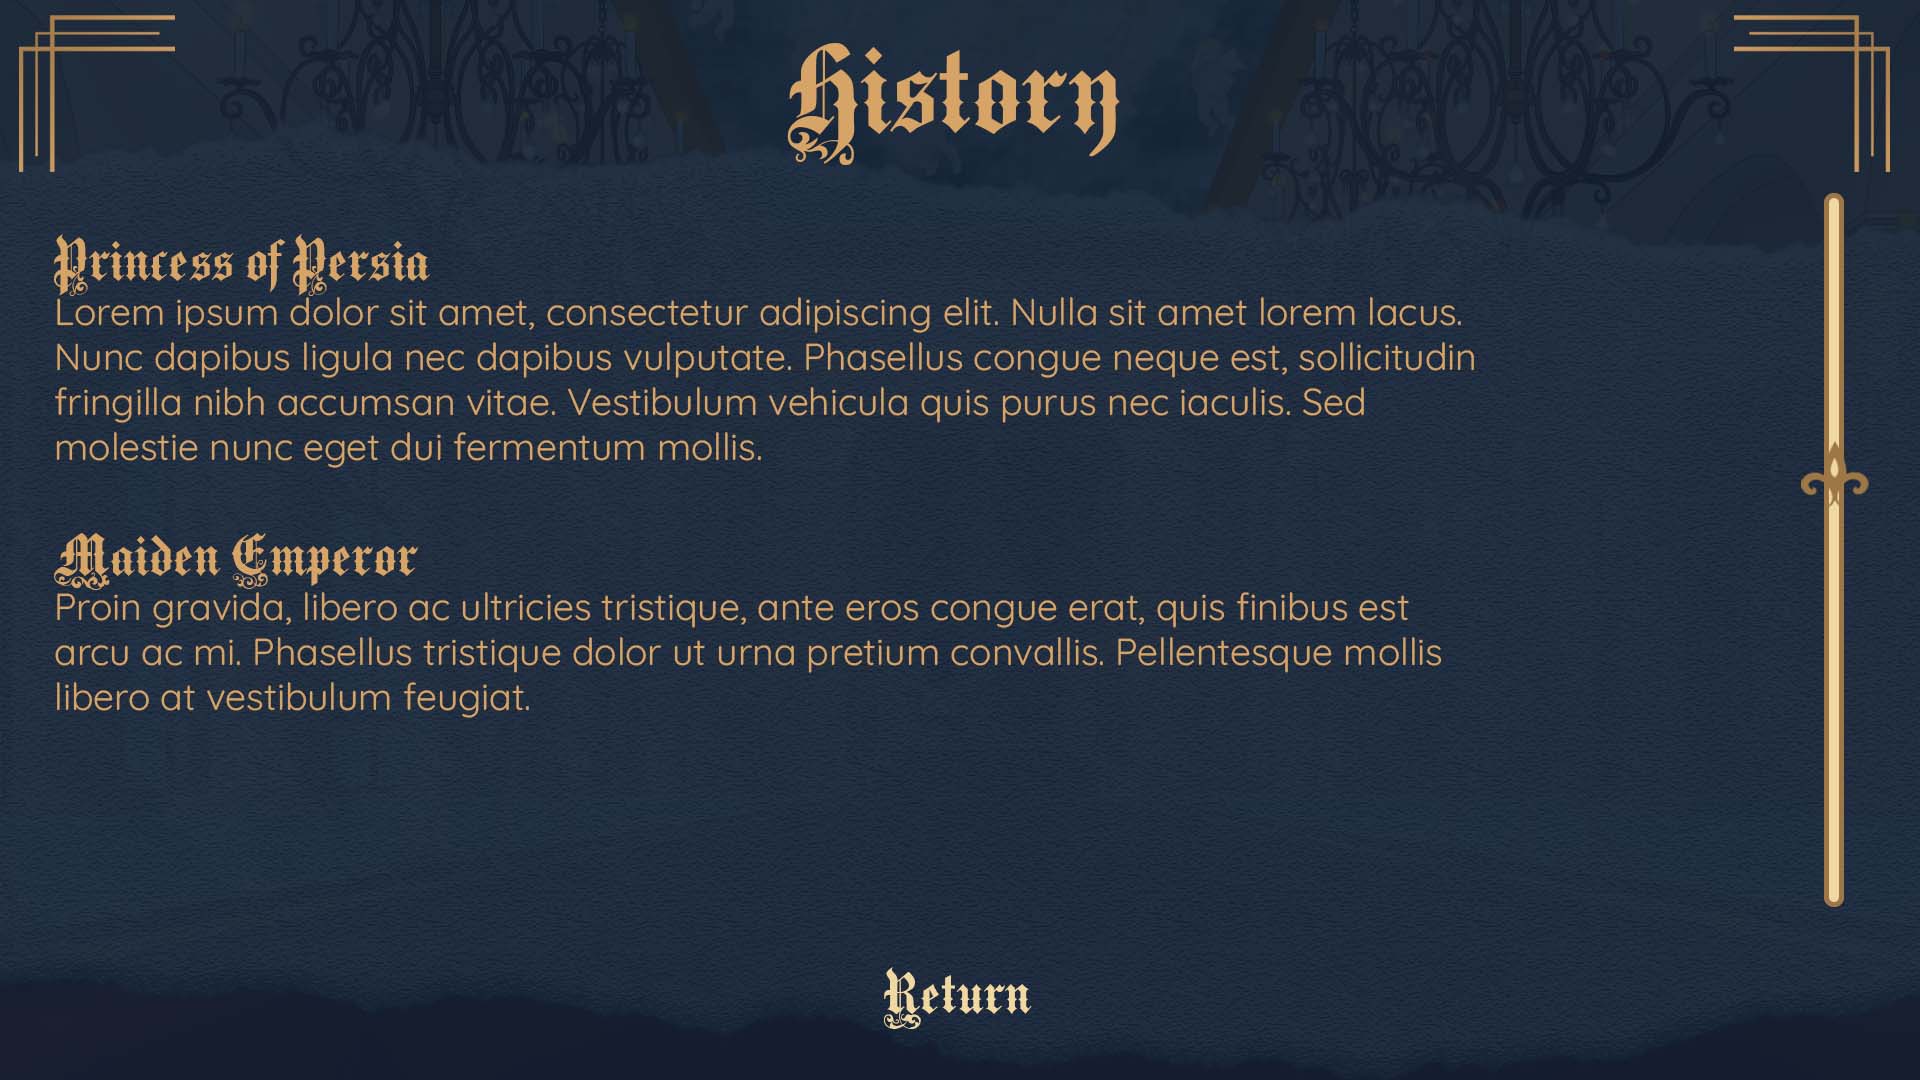 History
Princess of Persia
Lorem ipsum dolor sit amet, consectetur adipiscing elit. Nulla sit amet lorem lacus.
Nunc dapibus ligula nec dapibus vulputate. Phasellus congue neque est, sollicitudin
fringilla nibh accumsan vitae. Vestibulum vehicula quis purus nec iaculis. Sed
molestie nunc eget dui fermentum mollis.
Maiden Emperor
Proin gravida, libero ac ultricies tristique, ante eros congue erat, quis finibus est
arcu ac mi. Phasellus tristique dolor ut urna pretium convallis. Pellentesque mollis
libero at vestibulum feugiat.
Return